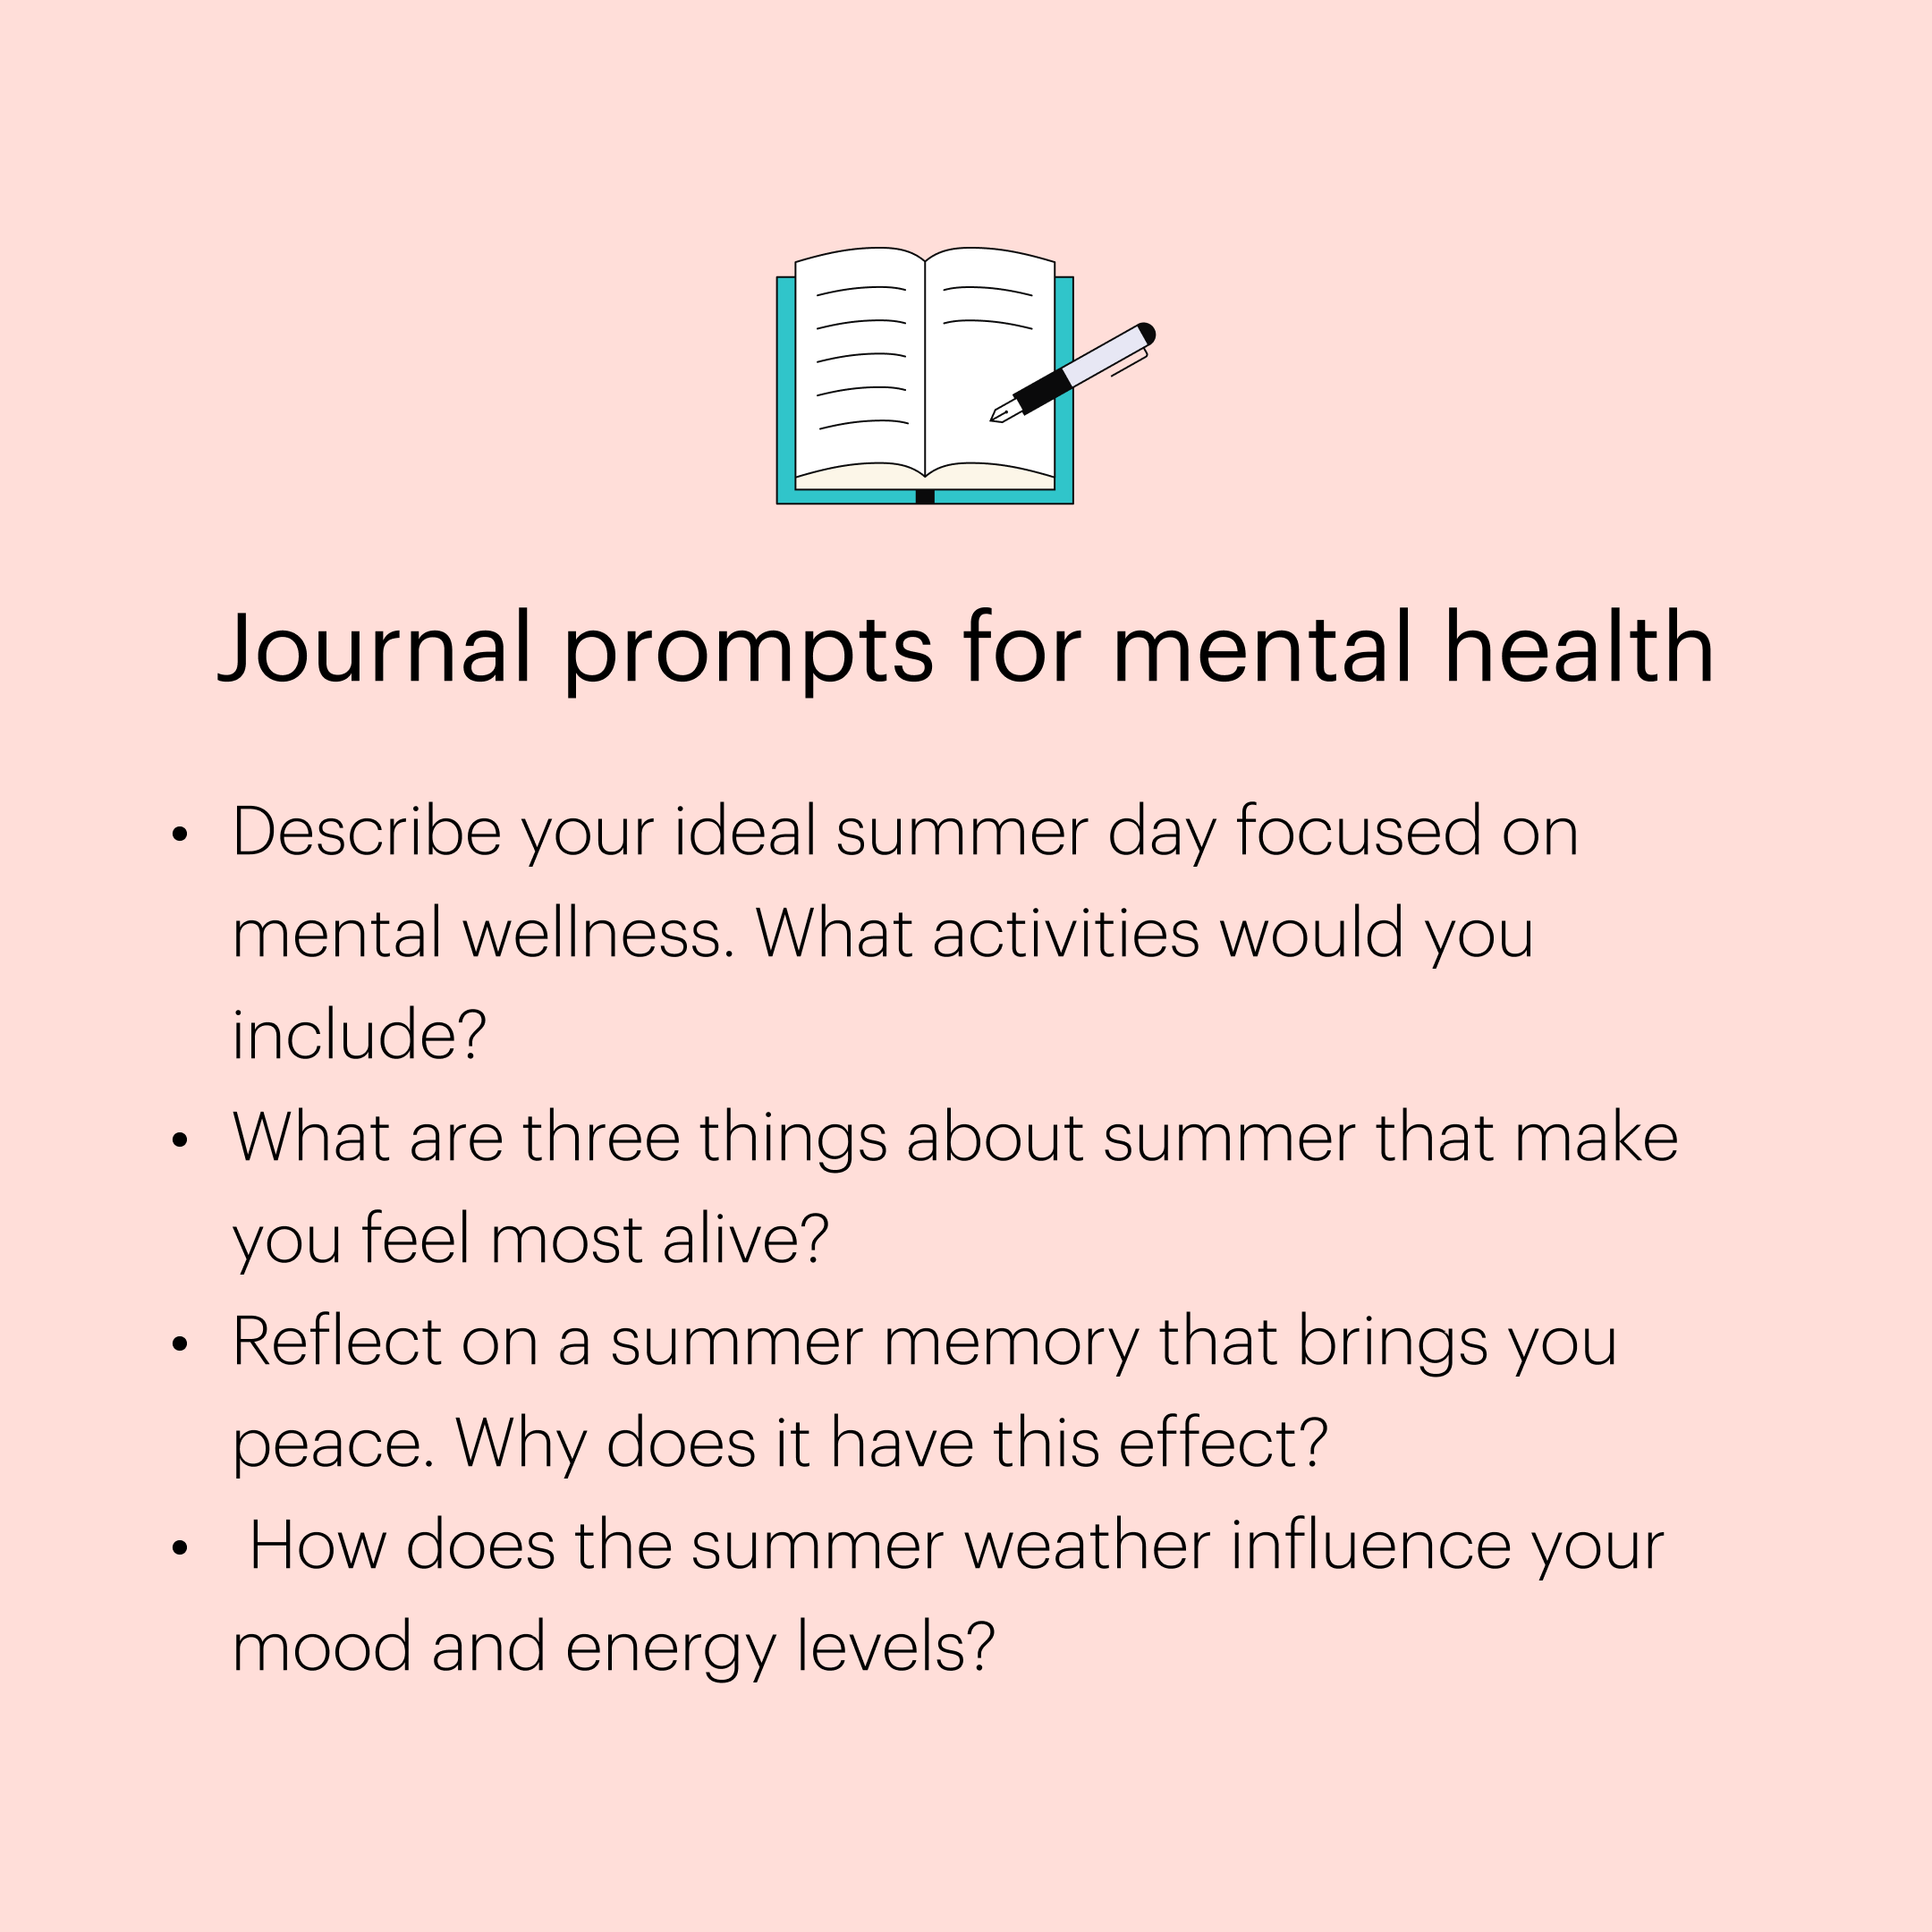 Journal prompts for mental health
• Describe your ideal summer day focused on
mental wellness. What activities would you
include?
• What are three things about summer that make
you feel most alive?
• Reflect on a summer memory that brings you
peace. Why does it have this effect?
• How does the summer weather influence your
mood and energy levels?